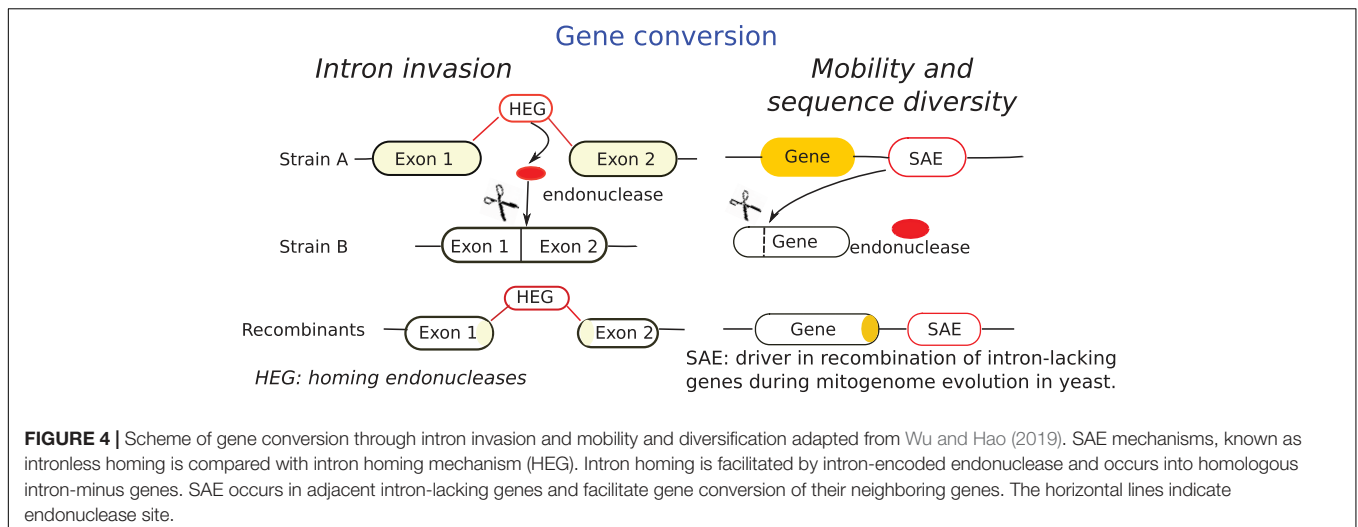 Gene conversion
Intron invasion
HEG
Strain A
Exon 1
Exon 2
endonuclease
Strain B
Exon 1
Exon 2
HEG
Recombinants
Exon 1
Exon 2
HEG: homing endonucleases
Mobility and
sequence diversity
Gene
SAE
Gene
endonuclease
Gene
SAE
SAE: driver in recombination of intron-lacking
genes during mitogenome evolution in yeast.
FIGURE 4 | Scheme of gene conversion through intron invasion and mobility and diversification adapted from Wu and Hao (2019). SAE mechanisms, known as
intronless homing is compared with intron homing mechanism (HEG). Intron homing is facilitated by intron-encoded endonuclease and occurs into homologous
intron-minus genes. SAE occurs in adjacent intron-lacking genes and facilitate gene conversion of their neighboring genes. The horizontal lines indicate
endonuclease site.